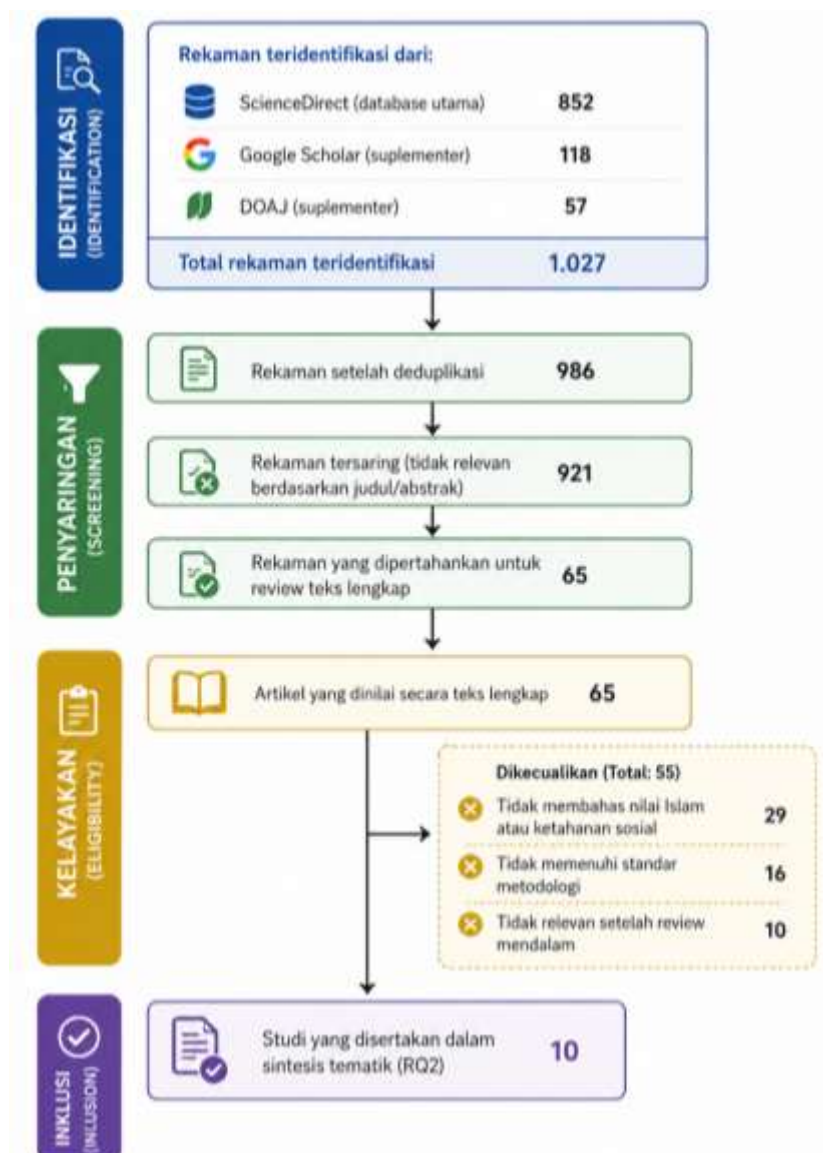 IDENTIFIKASI
(IDENTIFICATION)
Rekaman teridentifikasi dari:
ScienceDirect (database utama) 852
Google Scholar (suplementer) 118
DOAJ (suplementer) 57
Total rekaman teridentifikasi 1.027
PENYARINGAN
(SCREENING)
Rekaman setelah deduplikasi 986
Rekaman tersaring (tidak relevan
berdasarkan judul/abstrak) 921
Rekaman yang dipertahankan untuk
review teks lengkap 65
KELAYAKAN
(ELIGIBILITY)
Artikel yang dinilai secara teks lengkap 65
Dikecualikan (Total: 55)
Tidak membahas nilai Islam
atau ketahanan sosial 29
Tidak memenuhi standar
metodologi 16
Tidak relevan setelah review
mendalam 10
INKLUSI
(INCLUSION)
Studi yang disertakan dalam
sintesis tematik (RQ2) 10